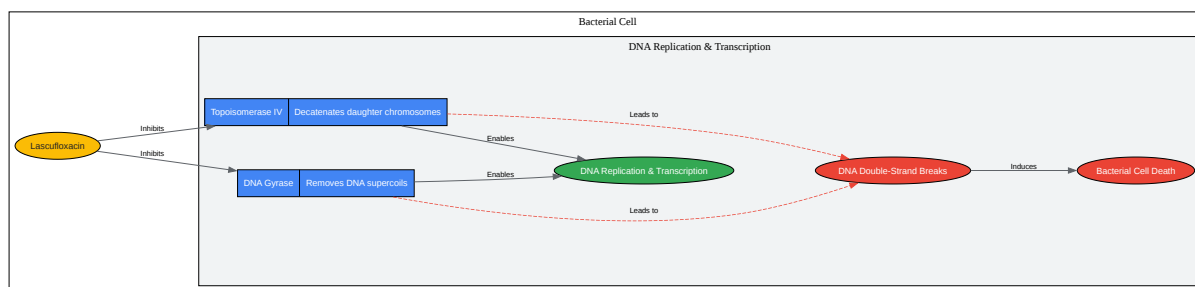 Bacterial Cell
DNA Replication & Transcription
Topoisomerase IV
Decatenates daughter chromosomes
Leads to
Inhibits
Enables
Lascufloxacin
Inhibits
DNA Gyrase
Removes DNA supercoils
Enables
DNA Replication & Transcription
DNA Double-Strand Breaks
Induces
Bacterial Cell Death
Leads to